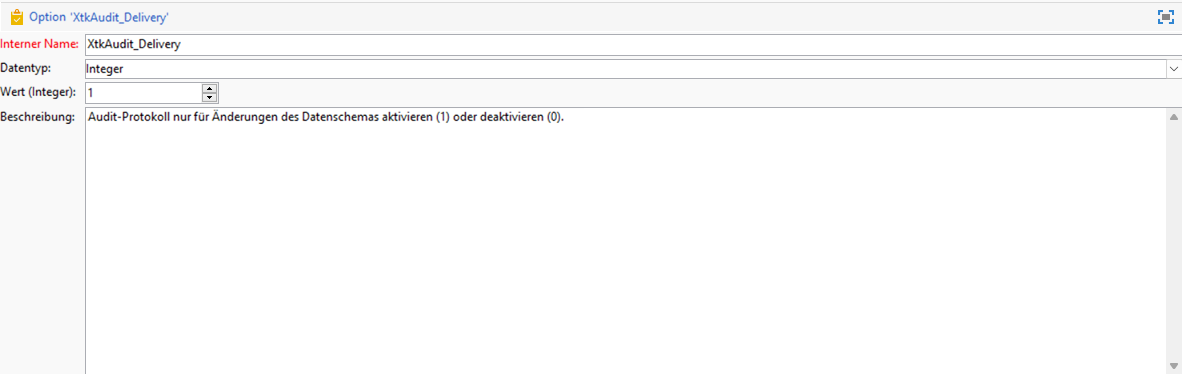 Option 'XtkAudit_Delivery'
Interner Name: XtkAudit_Delivery
Datentyp: Integer
Wert (Integer): 1
Beschreibung: Audit-Protokoll nur für Änderungen des Datenschemas aktivieren (1) oder deaktivieren (0).